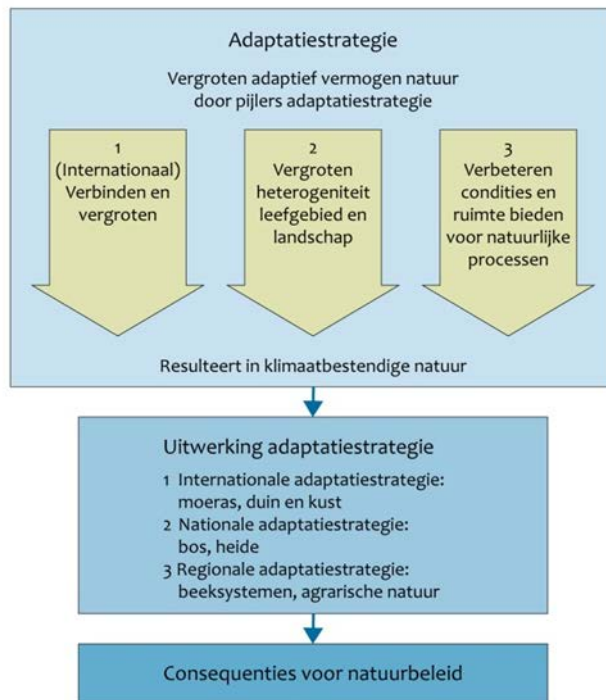 Adaptatiestrategie
Vergroten adaptief vermogen natuur
door pijlers adaptatiestrategie
1
(Internationaal)
Verbinden en
vergroten
2
Vergroten
heterogeniteit
leefgebied en
landschap
3
Verbeteren
condities en
ruimte bieden
voor natuurlijke
processen
Resulteert in klimaatbestendige natuur
Uitwerking adaptatiestrategie
1 Internationale adaptatiestrategie:
moeras, duin en kust
2 Nationale adaptatiestrategie:
bos, heide
3 Regionale adaptatiestrategie:
beeksystemen, agrarische natuur
Consequenties voor natuurbeleid